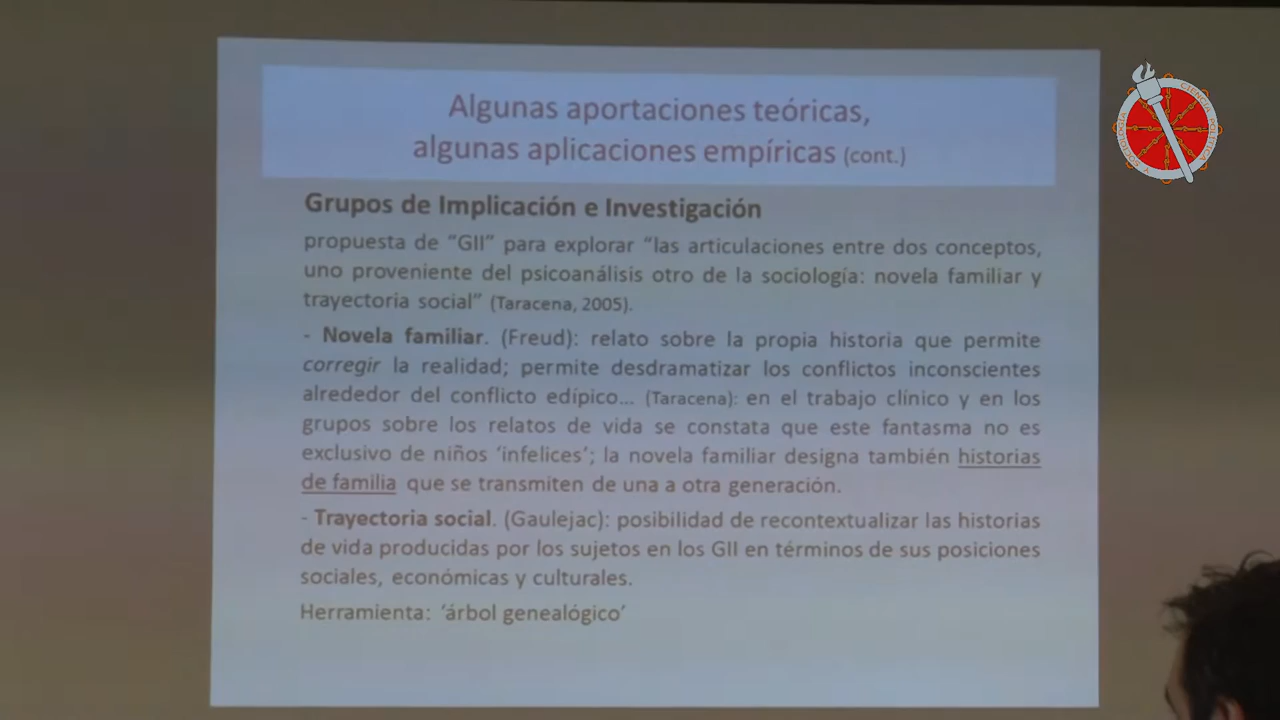 Algunas aportaciones teóricas,
algunas aplicaciones empíricas (cont.)
Grupos de Implicación e Investigación
propuesta de “GII” para explorar “las articulaciones entre dos conceptos,
uno proveniente del psicoanálisis otro de la sociología: novela familiar y
trayectoria social” (Taracena, 2005).
- Novela familiar. (Freud): relato sobre la propia historia que permite
corregir la realidad; permite desdramatizar los conflictos inconscientes
alrededor del conflicto edípico... (Taracena): en el trabajo clínico y en los
grupos sobre los relatos de vida se constata que este fantasma no es
exclusivo de niños ‘infelices’; la novela familiar designa también historias
de familia que se transmiten de una a otra generación.
- Trayectoria social. (Gaulejac): posibilidad de recontextualizar las historias
de vida producidas por los sujetos en los GII en términos de sus posiciones
sociales, económicas y culturales.
Herramienta: ‘árbol genealógico’
CIENCIA POLÍTICA
Y SOCIOLOGÍA